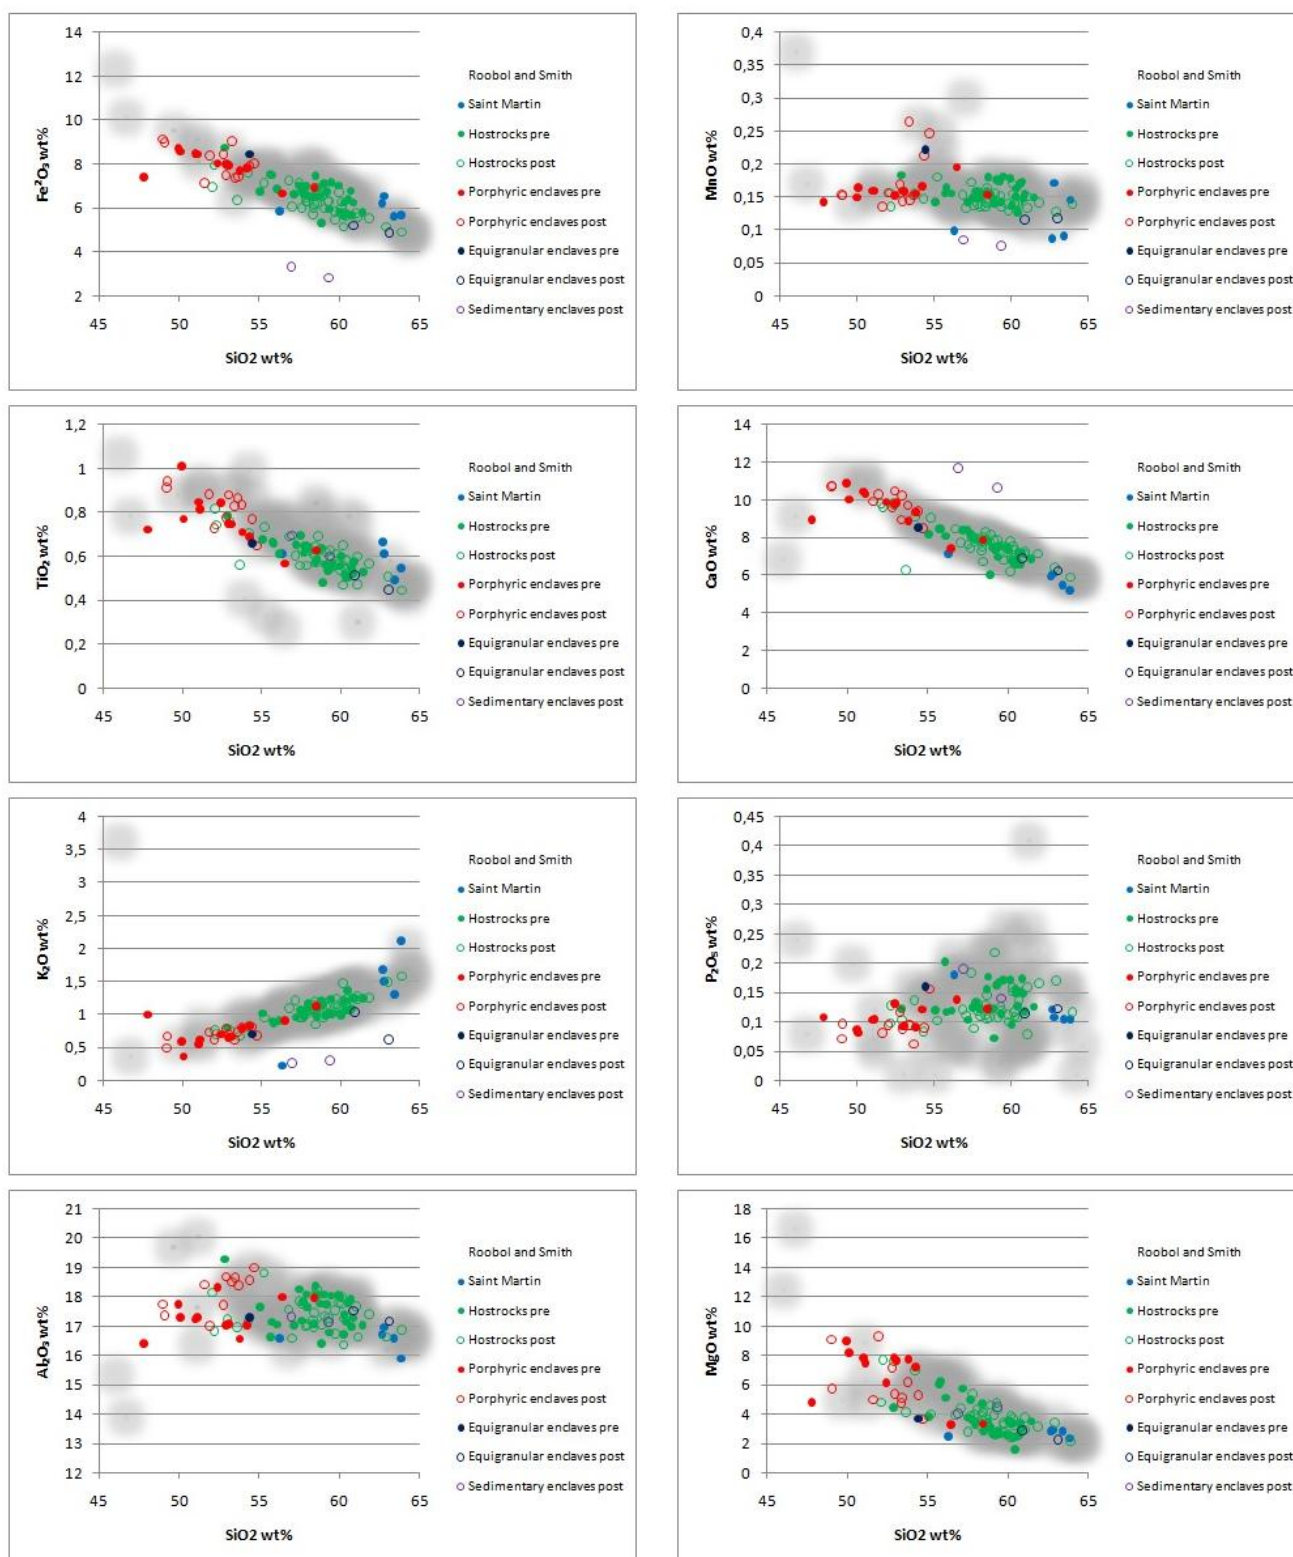 14
12
10
8
6
4
2
Fe²O₃ wt%
45 50 55 60 65
SiO2 wt%
Roobol and Smith
Saint Martin
Hostrocks pre
Hostrocks post
Porphyric enclaves pre
Porphyric enclaves post
Equigranular enclaves pre
Equigranular enclaves post
Sedimentary enclaves post
0,4
0,35
0,3
0,25
0,2
0,15
0,1
0,05
0
MnO wt%
45 50 55 60 65
SiO2 wt%
Roobol and Smith
Saint Martin
Hostrocks pre
Hostrocks post
Porphyric enclaves pre
Porphyric enclaves post
Equigranular enclaves pre
Equigranular enclaves post
Sedimentary enclaves post
1,2
1
0,8
0,6
0,4
0,2
0
TiO₂ wt%
45 50 55 60 65
SiO2 wt%
Roobol and Smith
Saint Martin
Hostrocks pre
Hostrocks post
Porphyric enclaves pre
Porphyric enclaves post
Equigranular enclaves pre
Equigranular enclaves post
Sedimentary enclaves post
14
12
10
8
6
4
2
0
CaO wt%
45 50 55 60 65
SiO2 wt%
Roobol and Smith
Saint Martin
Hostrocks pre
Hostrocks post
Porphyric enclaves pre
Porphyric enclaves post
Equigranular enclaves pre
Equigranular enclaves post
Sedimentary enclaves post
4
3,5
3
2,5
2
1,5
1
0,5
0
K₂O wt%
45 50 55 60 65
SiO2 wt%
Roobol and Smith
Saint Martin
Hostrocks pre
Hostrocks post
Porphyric enclaves pre
Porphyric enclaves post
Equigranular enclaves pre
Equigranular enclaves post
Sedimentary enclaves post
0,45
0,4
0,35
0,3
0,25
0,2
0,15
0,1
0,05
0
P₂O₅ wt%
45 50 55 60 65
SiO2 wt%
Roobol and Smith
Saint Martin
Hostrocks pre
Hostrocks post
Porphyric enclaves pre
Porphyric enclaves post
Equigranular enclaves pre
Equigranular enclaves post
Sedimentary enclaves post
21
20
19
18
17
16
15
14
13
12
Al₂O₃ wt%
45 50 55 60 65
SiO2 wt%
Roobol and Smith
Saint Martin
Hostrocks pre
Hostrocks post
Porphyric enclaves pre
Porphyric enclaves post
Equigranular enclaves pre
Equigranular enclaves post
Sedimentary enclaves post
18
16
14
12
10
8
6
4
2
0
MgO wt%
45 50 55 60 65
SiO2 wt%
Roobol and Smith
Saint Martin
Hostrocks pre
Hostrocks post
Porphyric enclaves pre
Porphyric enclaves post
Equigranular enclaves pre
Equigranular enclaves post
Sedimentary enclaves post